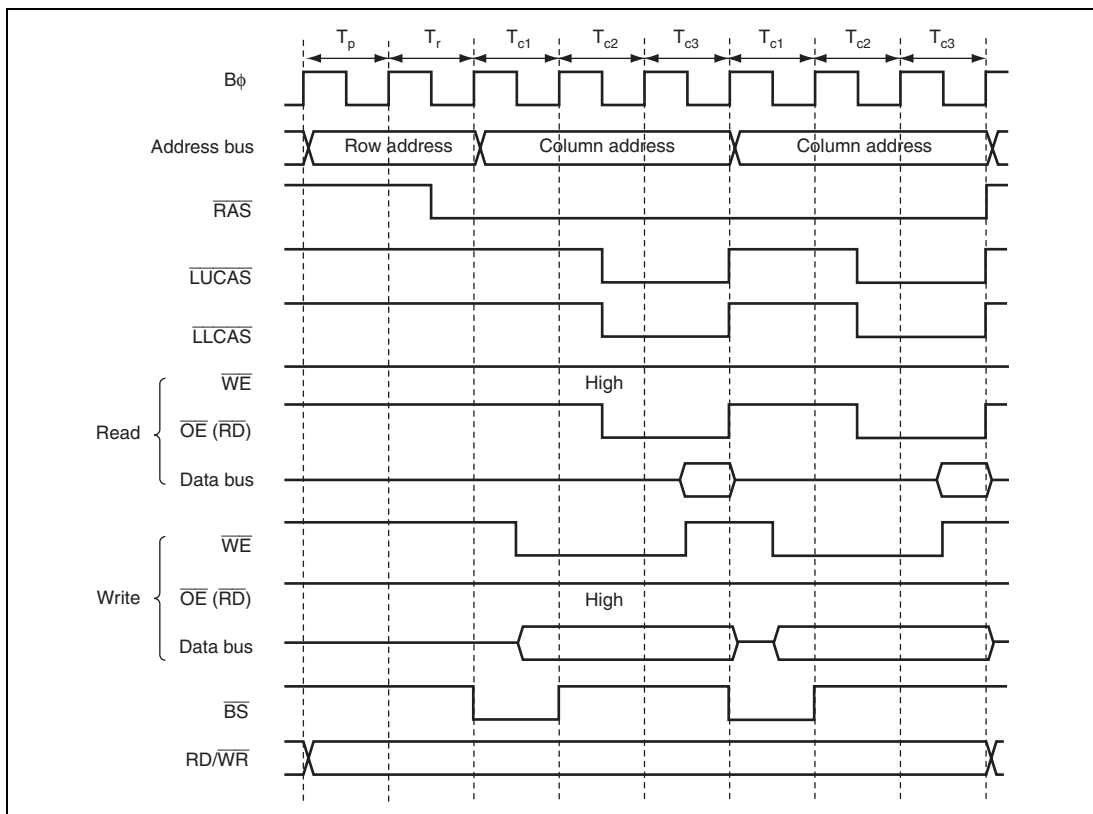 Tp Tr Tc1 Tc2 Tc3 Tc1 Tc2 Tc3
Bφ
Address bus Row address Column address Column address
RAS
LUCAS
LLCAS
WE High
Read OE (RD)
Data bus
WE
Write OE (RD) High
Data bus
BS
RD/WR